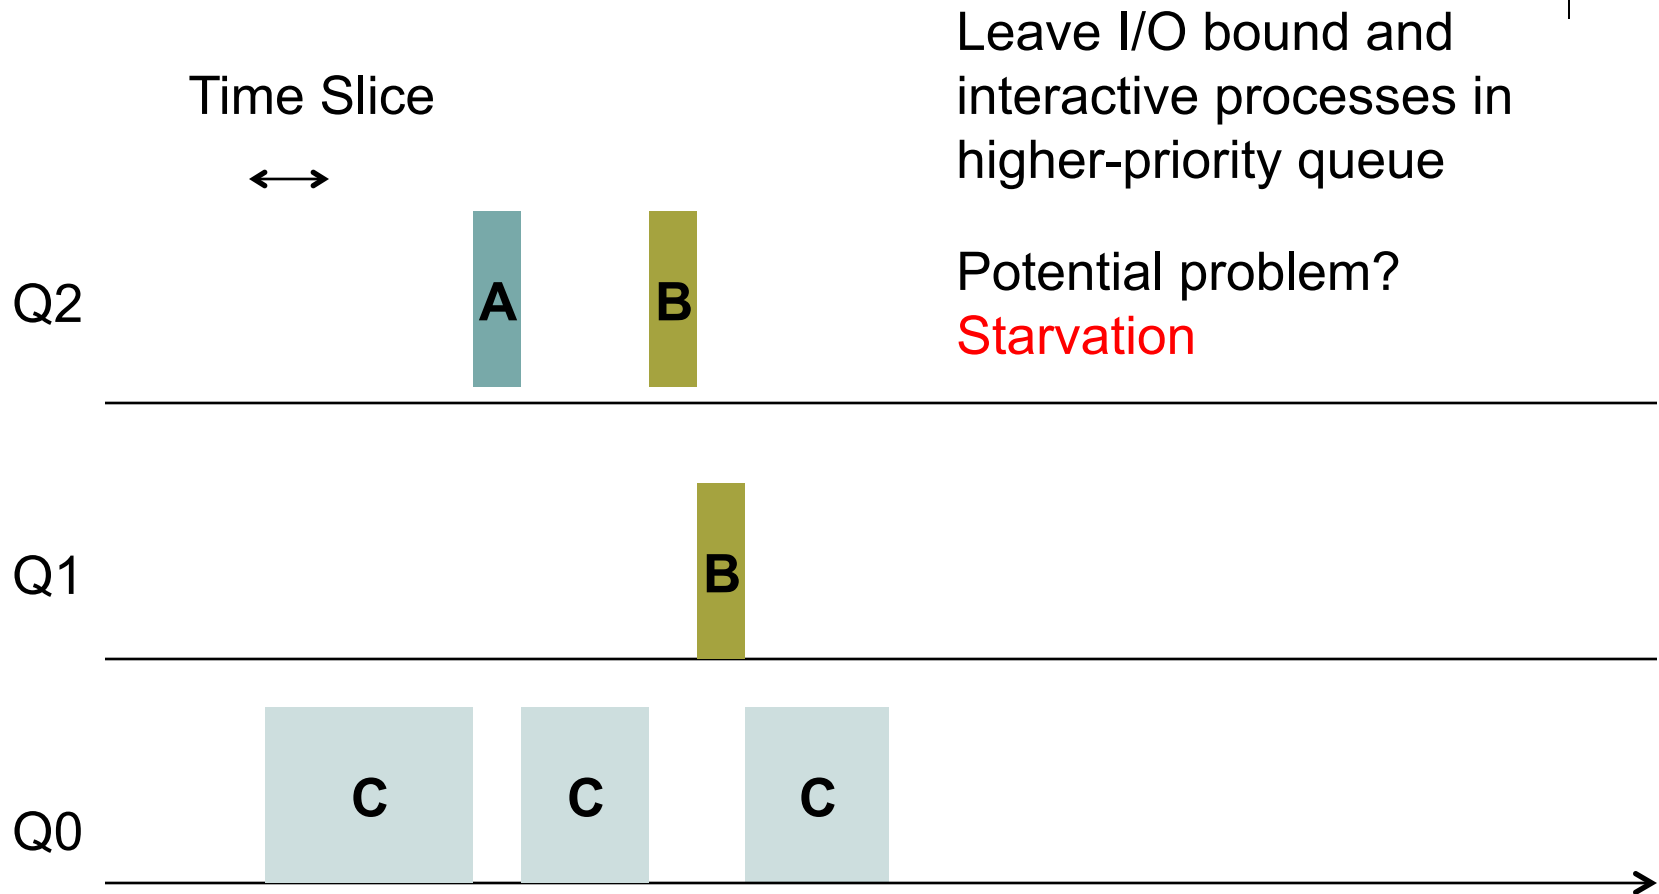 Leave I/O bound and
interactive processes in
higher-priority queue
Time Slice
Potential problem?
Starvation
Q2
A
B
Q1
B
Q0
C
C
C